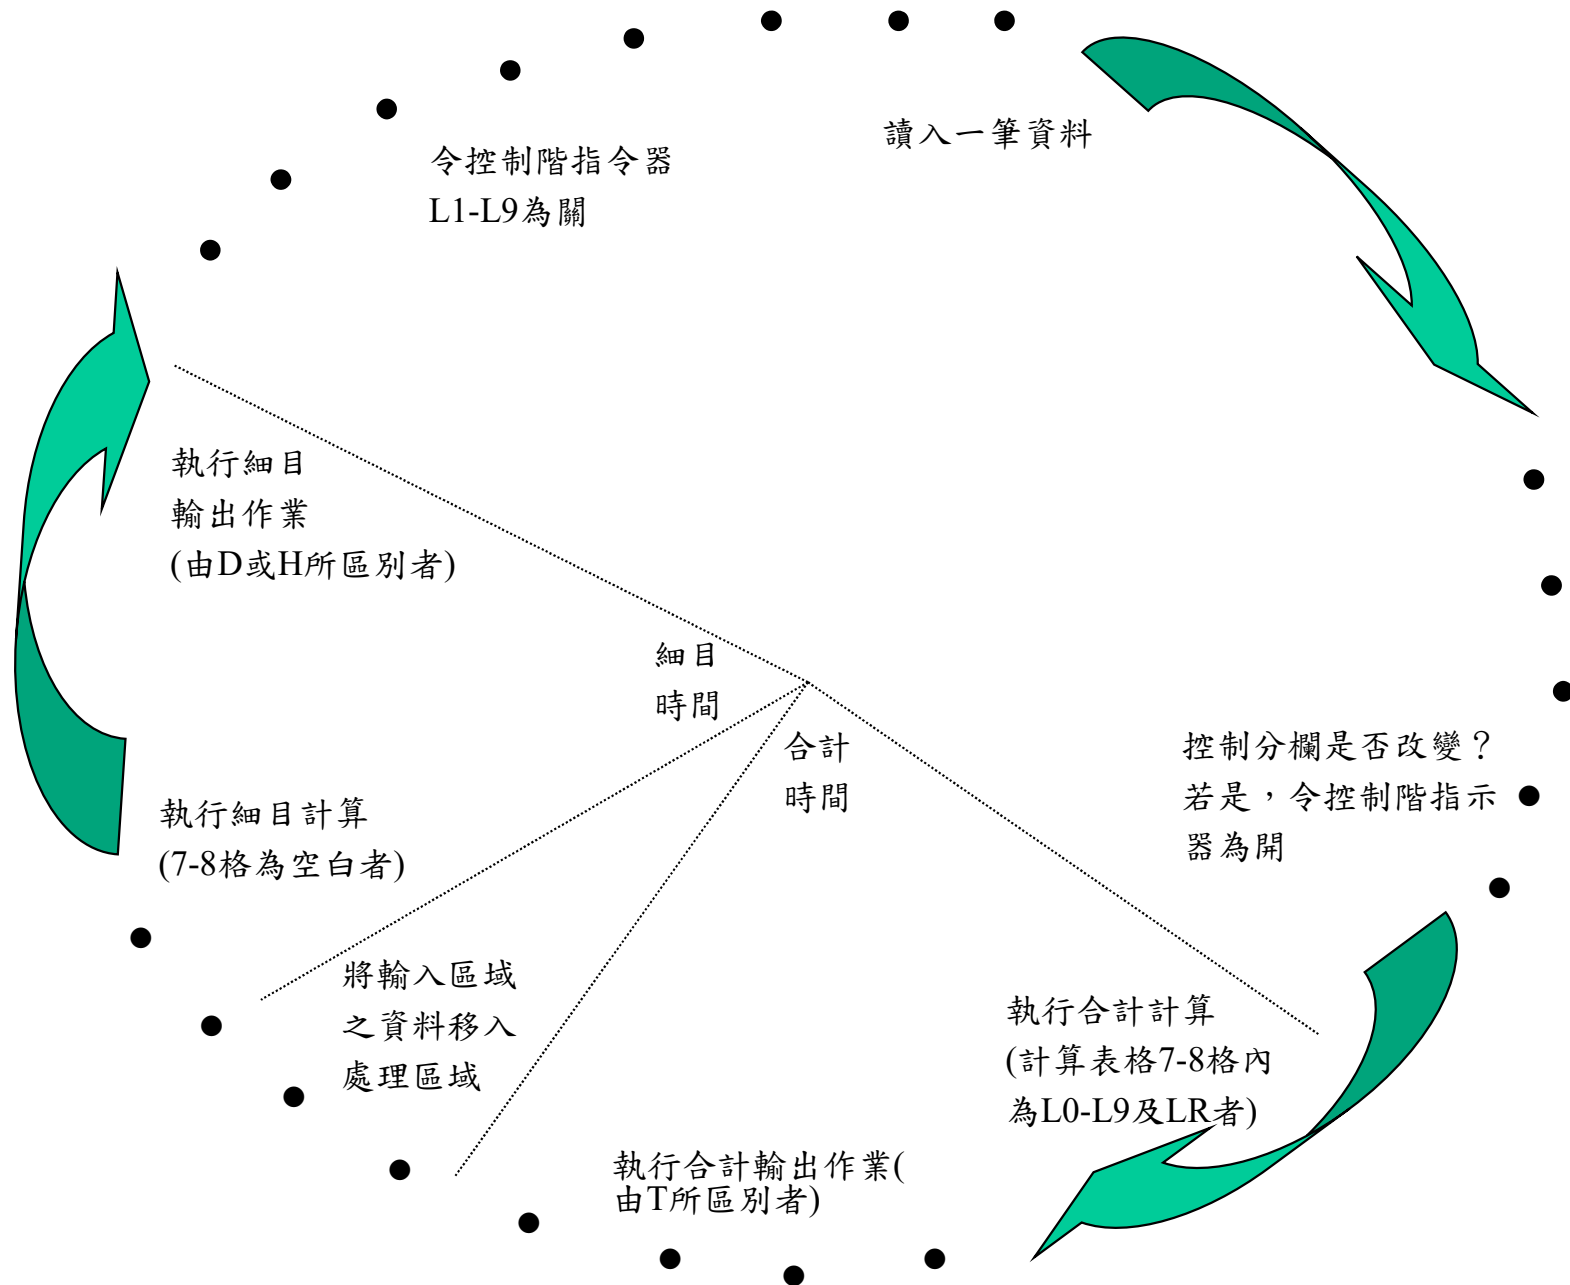 令控制階指令器
L1-L9為關
讀入一筆資料
執行細目
輸出作業
(由D或H所區別者)
細目
時間
合計
時間
控制分欄是否改變？
若是，令控制階指示
器為開
執行細目計算
(7-8格為空白者)
將輸入區域
之資料移入
處理區域
執行合計計算
(計算表格7-8格內
為L0-L9及LR者)
執行合計輸出作業(
由T所區別者)